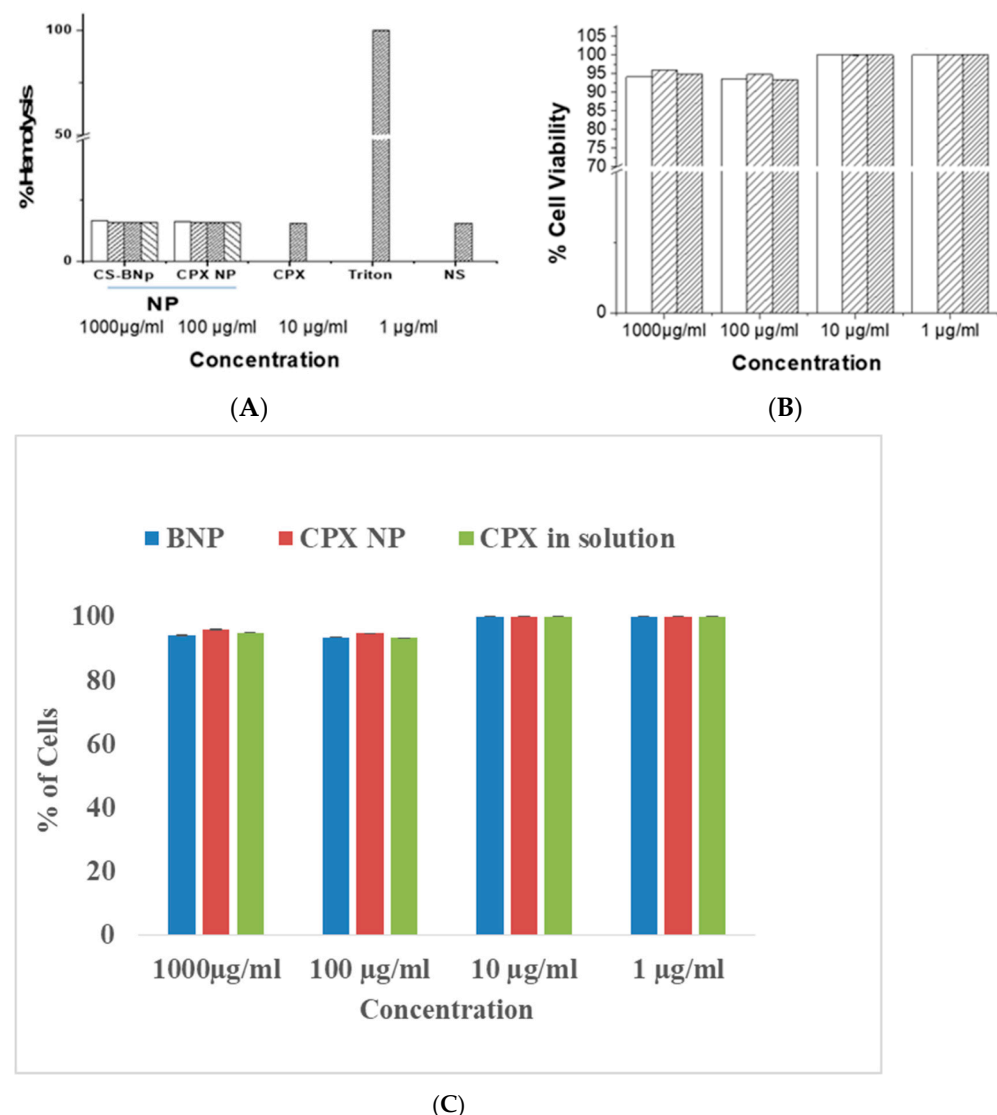 100
50
0
%Hemolysis
CS-BNp CPX NP CPX Triton NS
NP
1000µg/ml 100 µg/ml 10 µg/ml 1 µg/ml
Concentration
(A)
105
100
95
90
85
80
75
70
0
% Cell Viability
1000µg/ml 100 µg/ml 10 µg/ml 1 µg/ml
Concentration
(B)
BNP CPX NP CPX in solution
100
80
60
40
20
0
% of Cells
1000µg/ml 100 µg/ml 10 µg/ml 1 µg/ml
Concentration
(C)